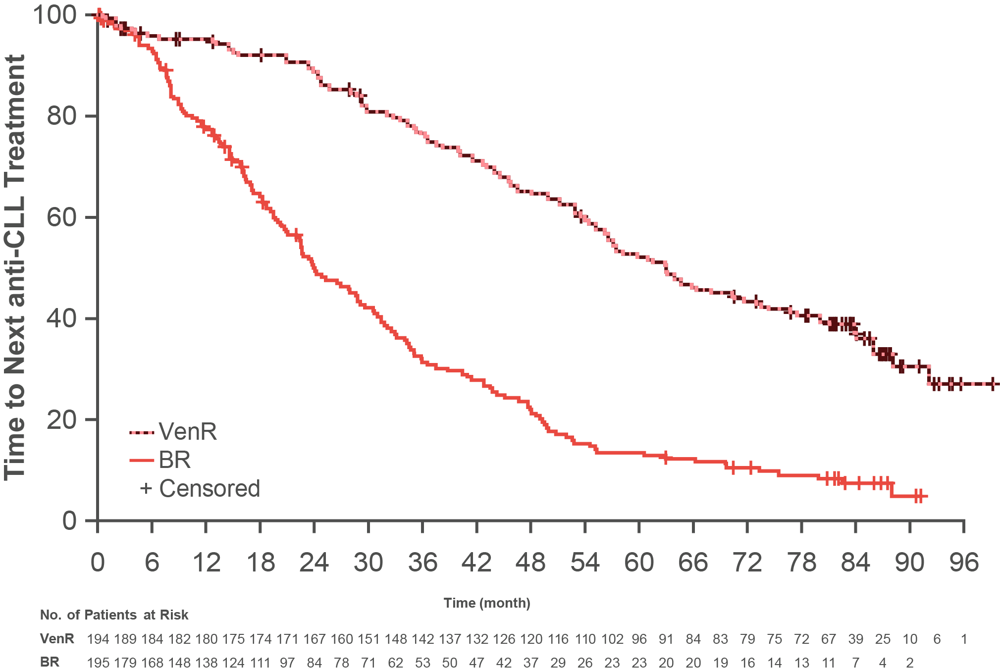 Time to Next anti-CLL Treatment
100
80
60
40
20
0
VenR
BR
+ Censored
0 6 12 18 24 30 36 42 48 54 60 66 72 78 84 90 96
Time (month)
No. of Patients at Risk
VenR 194 189 184 182 180 175 174 171 167 160 151 148 142 137 132 126 120 116 110 102 96 91 84 83 79 75 72 67 39 25 10 6 1
BR 195 179 168 148 138 124 111 97 84 78 71 62 53 50 47 42 37 29 26 23 23 20 20 19 16 14 13 11 7 4 2